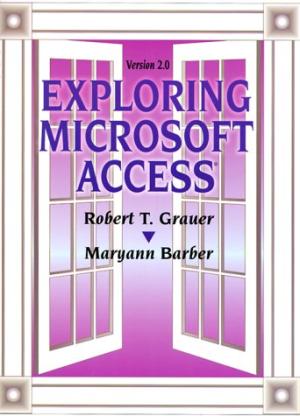 Version 2.0
EXPLORING
MICROSOFT
ACCESS®
Robert T. Grauer
Maryann Barber